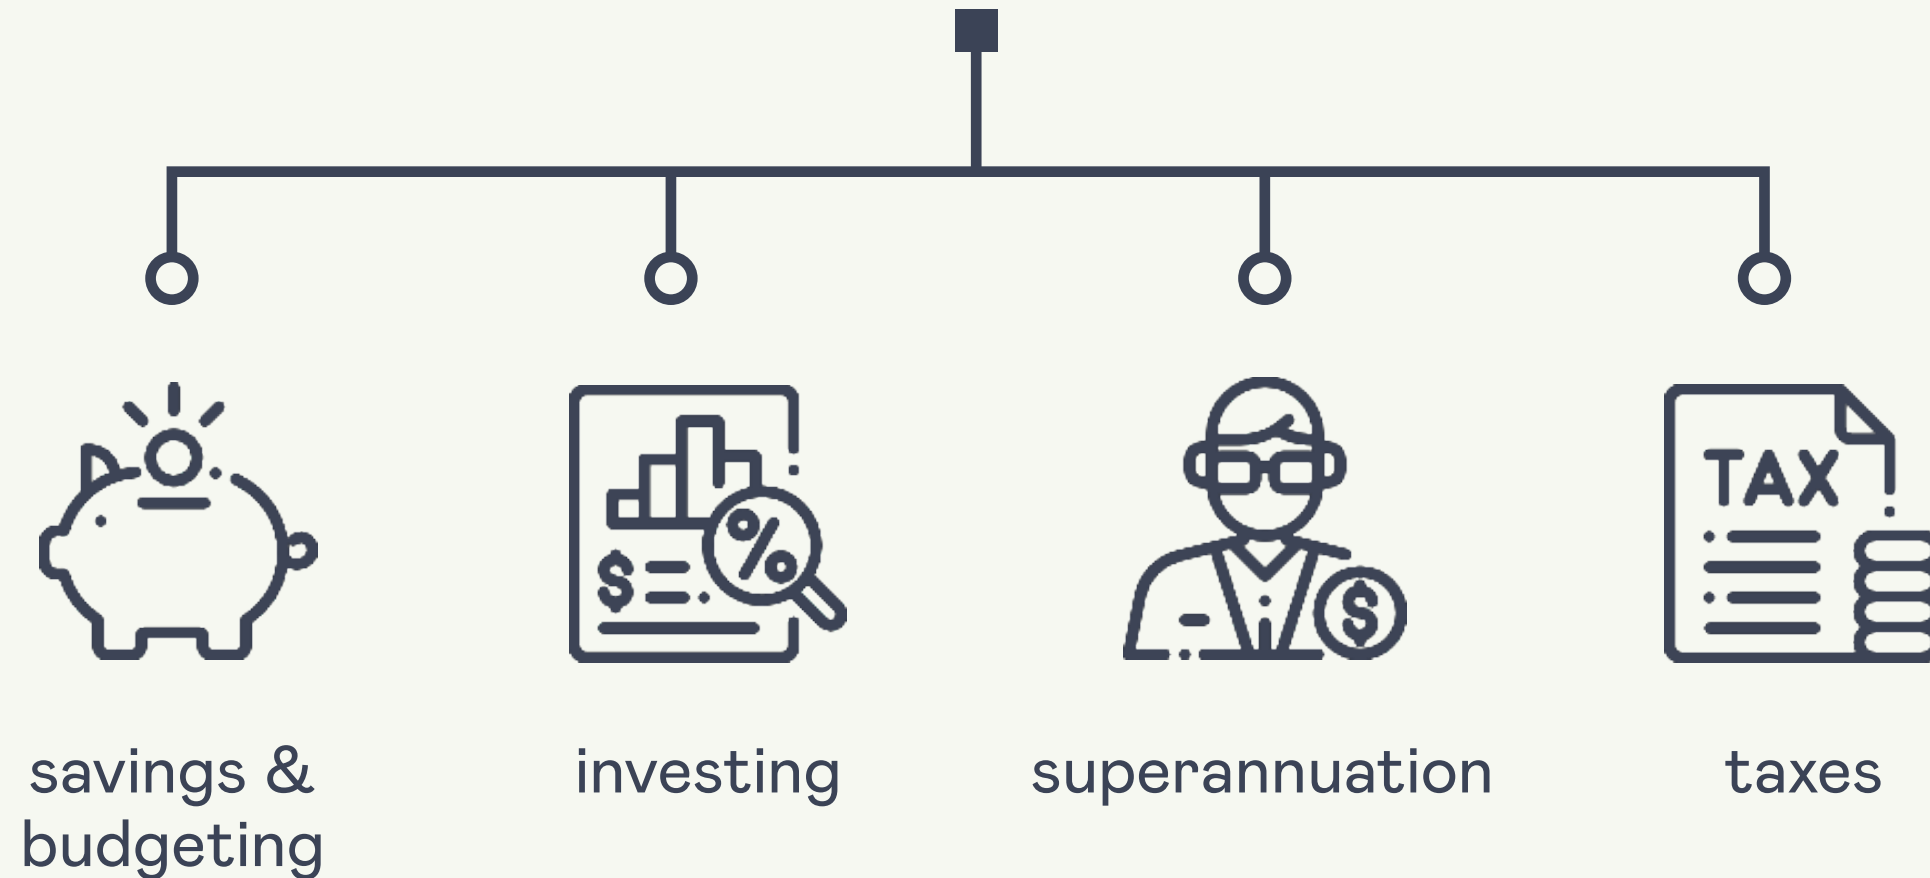 TAX
$
%
$
savings &
budgeting
investing
superannuation
taxes